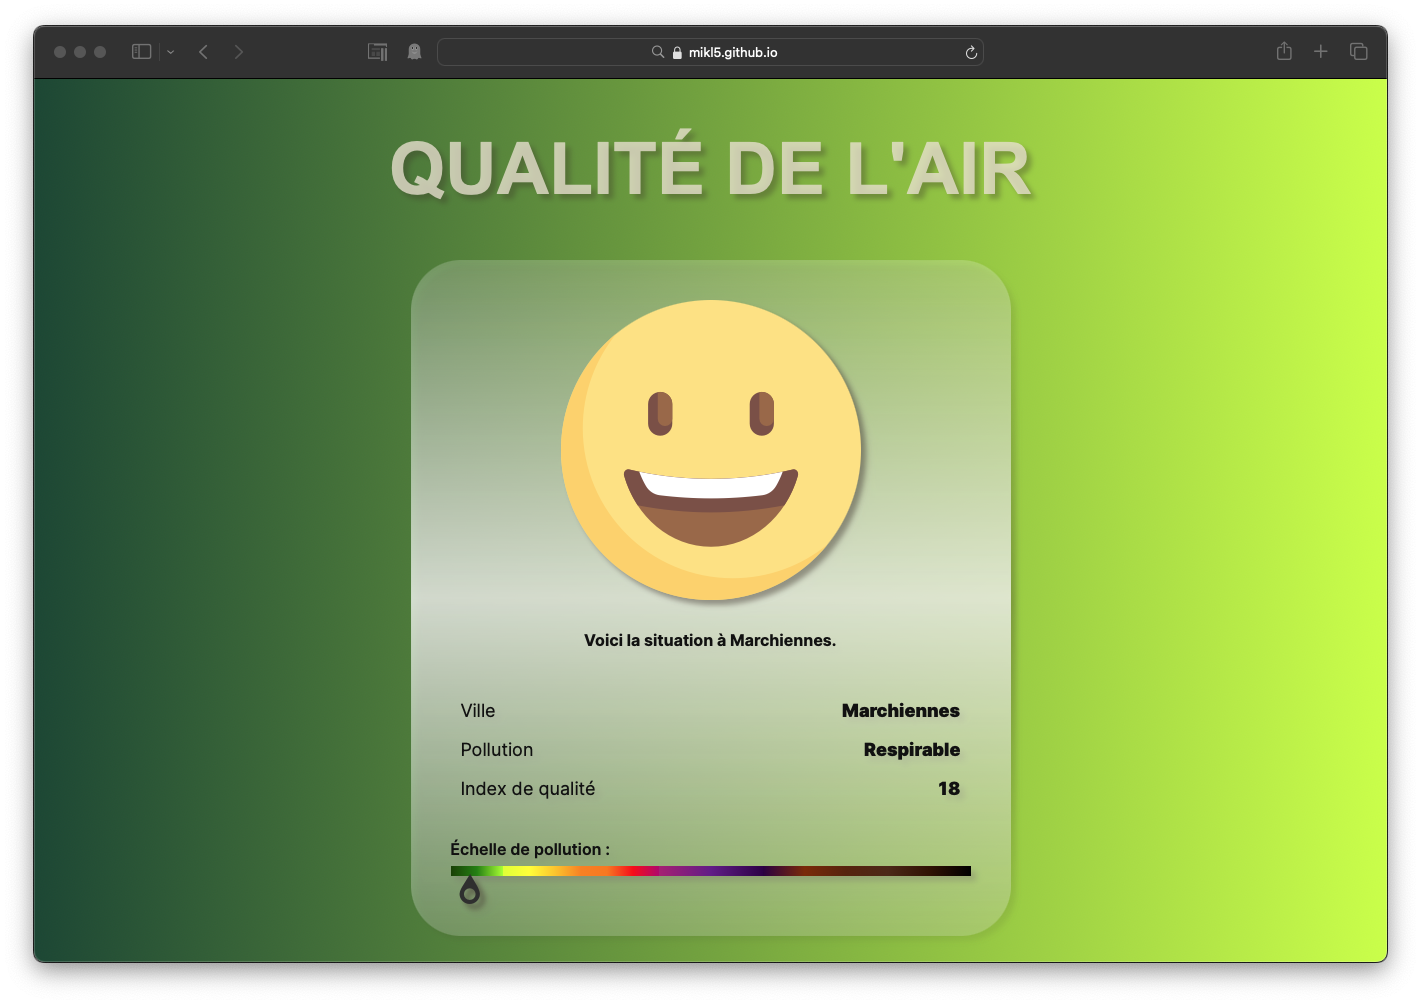 mikl5.github.io
QUALITÉ DE L'AIR
Voici la situation à Marchiennes.
Ville Marchiennes
Pollution Respirable
Index de qualité 18
Échelle de pollution :